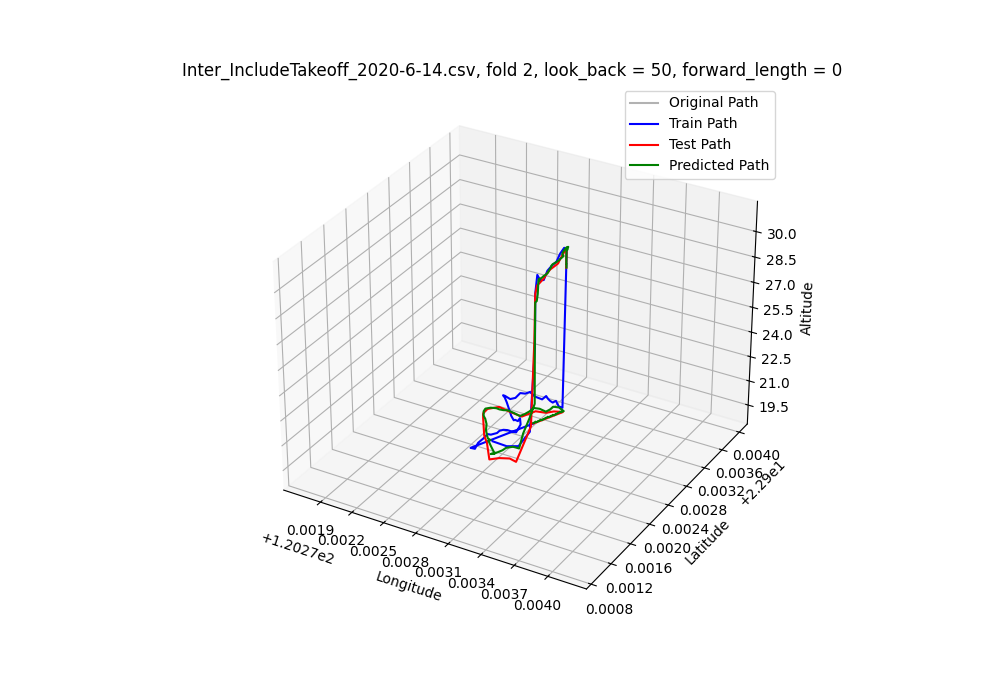 Inter_IncludeTakeoff_2020-6-14.csv, fold 2, look_back = 50, forward_length = 0
Original Path
Train Path
Test Path
Predicted Path
30.0
28.5
27.0
25.5
24.0
22.5
21.0
19.5
Altitude
0.0040
0.0036
0.0032
0.0028
0.0024
0.0020
0.0016
0.0012
0.0008
+2.29e1
Latitude
0.0019
0.0022
0.0025
0.0028
0.0031
0.0034
0.0037
0.0040
+1.2027e2
Longitude